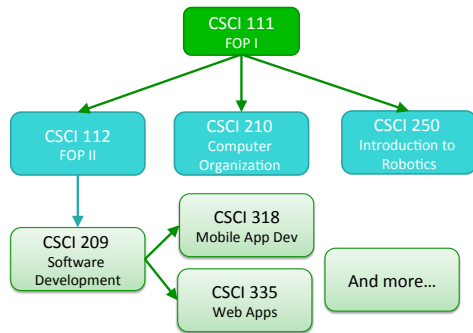 CSCI 111
FOP I
CSCI 112
FOP II
CSCI 210
Computer
Organization
CSCI 250
Introduction to
Robotics
CSCI 209
Software
Development
CSCI 318
Mobile App Dev
CSCI 335
Web Apps
And more...